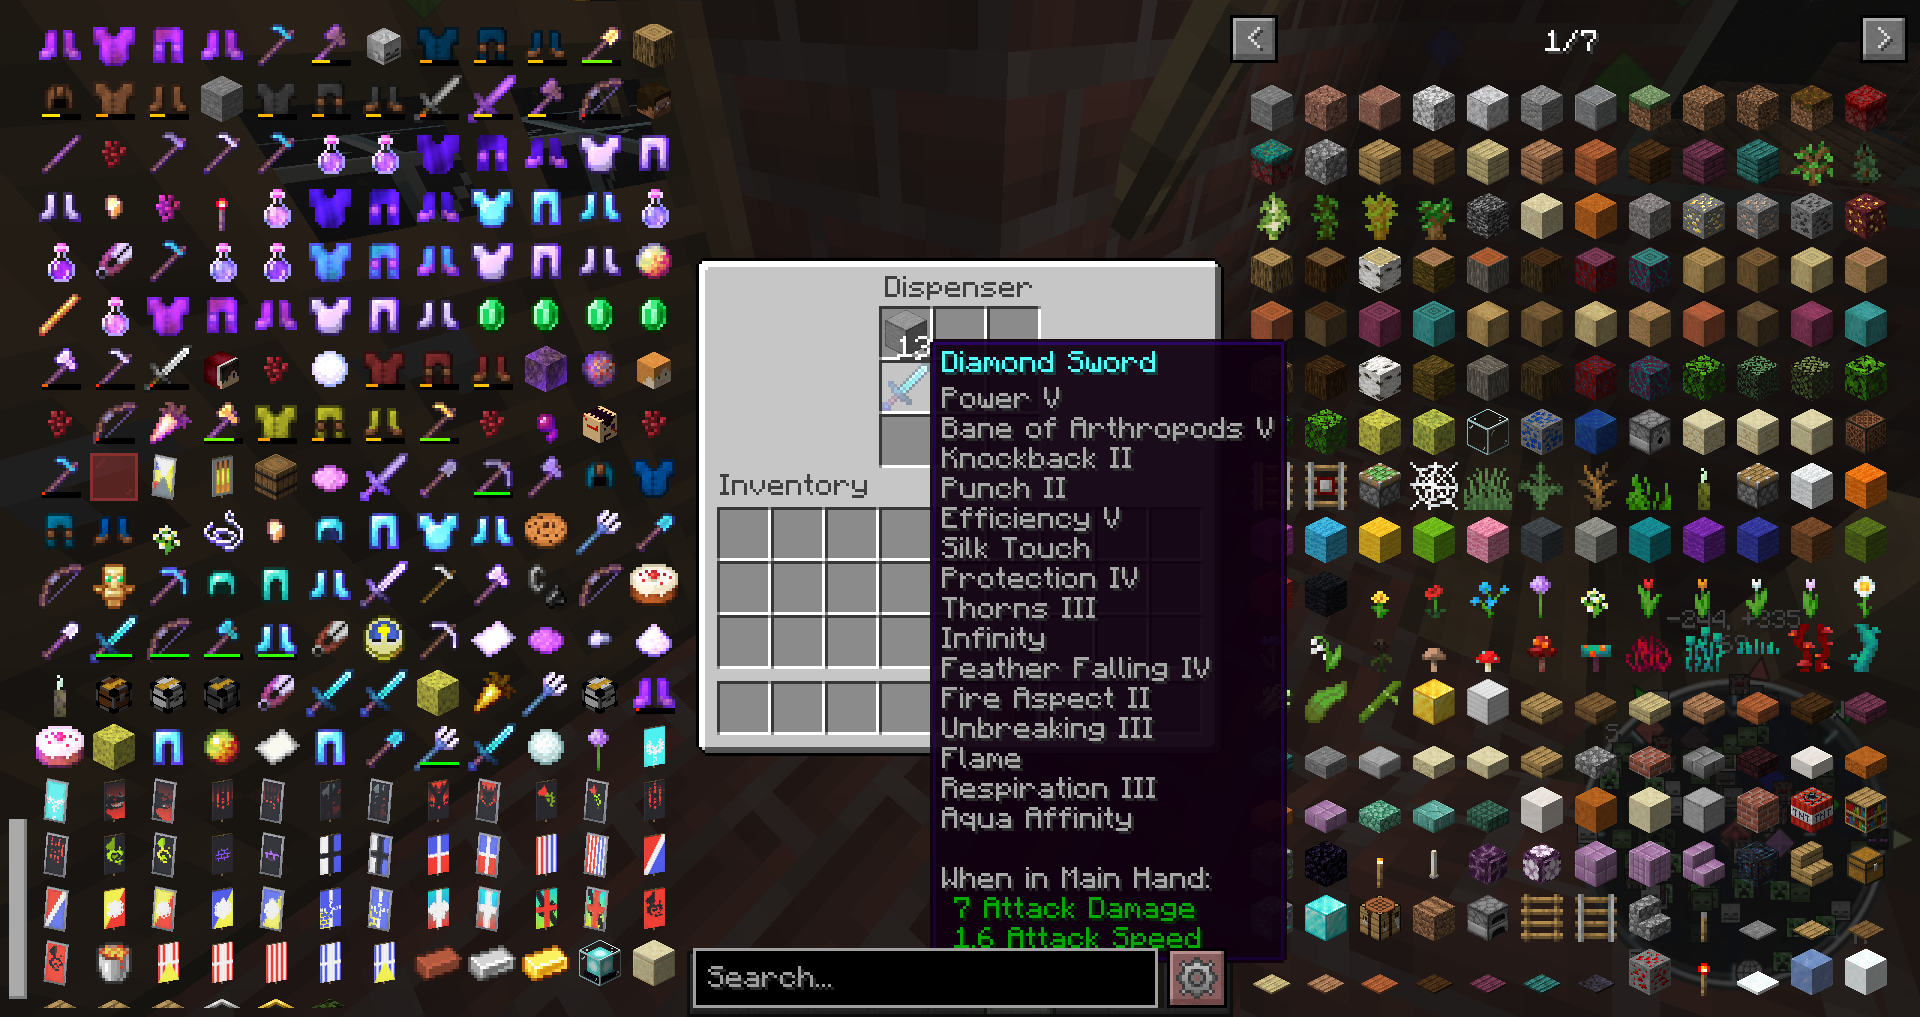 1/7
Dispenser
13
Diamond Sword
Power V
Bane of Arthropods V
Knockback II
Punch II
Efficiency V
Silk Touch
Protection IV
Thorns III
Infinity
Feather Falling IV
Fire Aspect II
Unbreaking III
Flame
Respiration III
Aqua Affinity
When in Main Hand:
7 Attack Damage
1.6 Attack Speed
Inventory
-344, +335
Search...